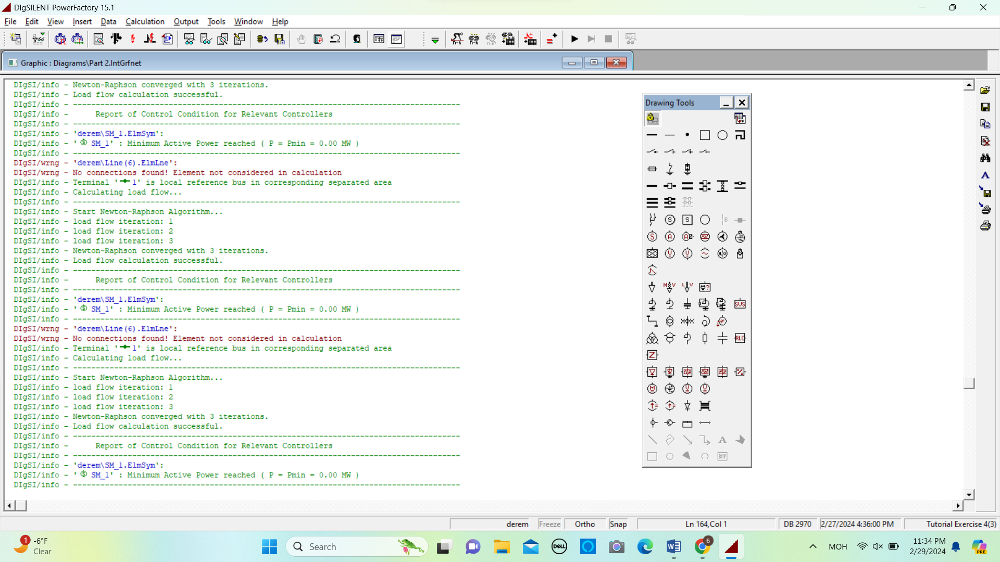 DIgSILENT PowerFactory 15.1
File Edit View Insert Data Calculation Output Tools Window Help
Graphic : Diagrams\Part 2.IntGrfnet
DIgSI/info - Newton-Raphson converged with 3 iterations.
DIgSI/info - Load flow calculation successful.
DIgSI/info - -------------------------------------------------------------------------------------
DIgSI/info -      Report of Control Condition for Relevant Controllers
DIgSI/info - -------------------------------------------------------------------------------------
DIgSI/info - 'derem\SM_1.ElmSym':
DIgSI/info - ' SM_1' : Minimum Active Power reached ( P = Pmin = 0.00 MW )
DIgSI/info - -------------------------------------------------------------------------------------
DIgSI/wrng - 'derem\Line(6).ElmLne':
DIgSI/wrng - No connections found! Element not considered in calculation
DIgSI/info - Terminal ' 1' is local reference bus in corresponding separated area
DIgSI/info - Calculating load flow...
DIgSI/info - -------------------------------------------------------------------------------------
DIgSI/info - Start Newton-Raphson Algorithm...
DIgSI/info - load flow iteration: 1
DIgSI/info - load flow iteration: 2
DIgSI/info - load flow iteration: 3
DIgSI/info - Newton-Raphson converged with 3 iterations.
DIgSI/info - Load flow calculation successful.
DIgSI/info - -------------------------------------------------------------------------------------
DIgSI/info -      Report of Control Condition for Relevant Controllers
DIgSI/info - -------------------------------------------------------------------------------------
DIgSI/info - 'derem\SM_1.ElmSym':
DIgSI/info - ' SM_1' : Minimum Active Power reached ( P = Pmin = 0.00 MW )
DIgSI/info - -------------------------------------------------------------------------------------
DIgSI/wrng - 'derem\Line(6).ElmLne':
DIgSI/wrng - No connections found! Element not considered in calculation
DIgSI/info - Terminal ' 1' is local reference bus in corresponding separated area
DIgSI/info - Calculating load flow...
DIgSI/info - -------------------------------------------------------------------------------------
DIgSI/info - Start Newton-Raphson Algorithm...
DIgSI/info - load flow iteration: 1
DIgSI/info - load flow iteration: 2
DIgSI/info - load flow iteration: 3
DIgSI/info - Newton-Raphson converged with 3 iterations.
DIgSI/info - Load flow calculation successful.
DIgSI/info - -------------------------------------------------------------------------------------
DIgSI/info -      Report of Control Condition for Relevant Controllers
DIgSI/info - -------------------------------------------------------------------------------------
DIgSI/info - 'derem\SM_1.ElmSym':
DIgSI/info - ' SM_1' : Minimum Active Power reached ( P = Pmin = 0.00 MW )
DIgSI/info - -------------------------------------------------------------------------------------
Drawing Tools
SVS
RLC
Z
BMP
derem Freeze Ortho Snap Ln 164,Col 1 DB 2970 2/27/2024 4:36:00 PM Tutorial Exercise 4(3)
1 -6°F
Clear
Search
DELL
6
MOH
11:34 PM
2/29/2024
PRE